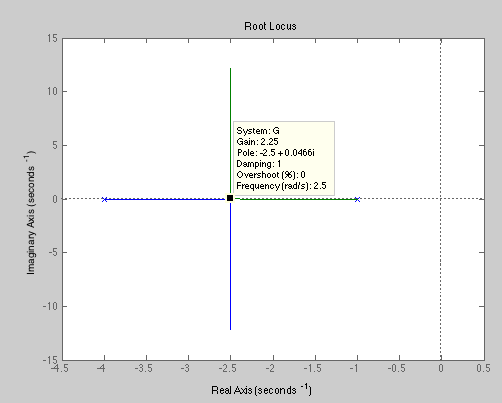 Root Locus
15
10
5
0
-5
-10
-15
Imaginary Axis (seconds -1)
System: G
Gain: 2.25
Pole: -2.5 + 0.0466i
Damping: 1
Overshoot (%): 0
Frequency (rad/s): 2.5
-4.5 -4 -3.5 -3 -2.5 -2 -1.5 -1 -0.5 0 0.5
Real Axis (seconds -1)